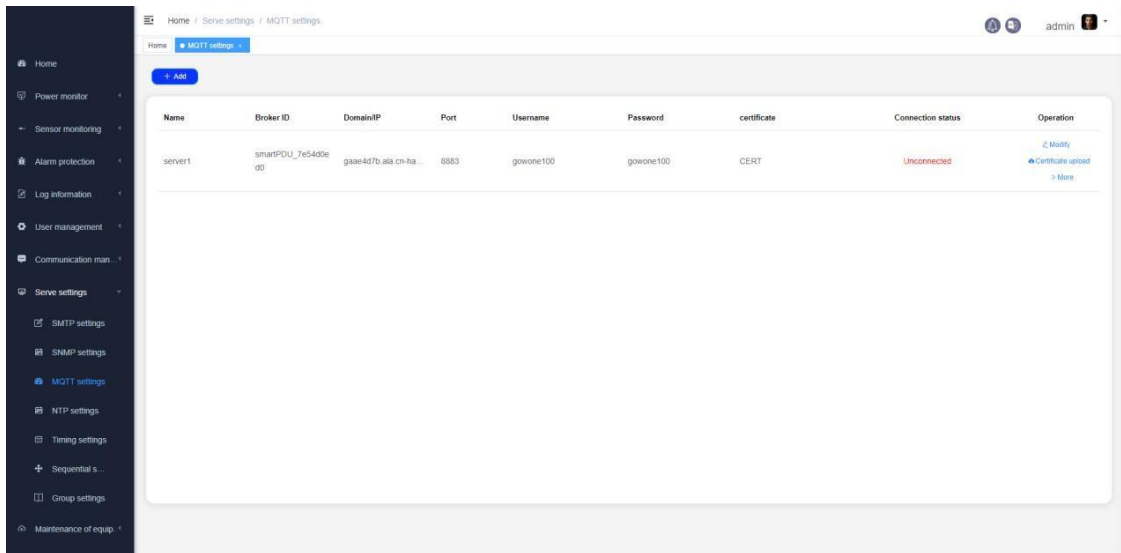 Home / Serve settings / MQTT settings
admin
Home
MQTT settings ×
Home
Power monitor
Sensor monitoring
Alarm protection
Log information
User management
Communication man...
Serve settings
SMTP settings
SNMP settings
MQTT settings
NTP settings
Timing settings
Sequential s...
Group settings
Maintenance of equip.
+ Add
Name Broker ID Domain/IP Port Username Password certificate Connection status Operation
server1 smartPDU_7e54d0e gaae4d7b.ala.cn-ha... 8883 gowone100 gowone100 CERT Unconnected Modify
d0
Certificate upload
More